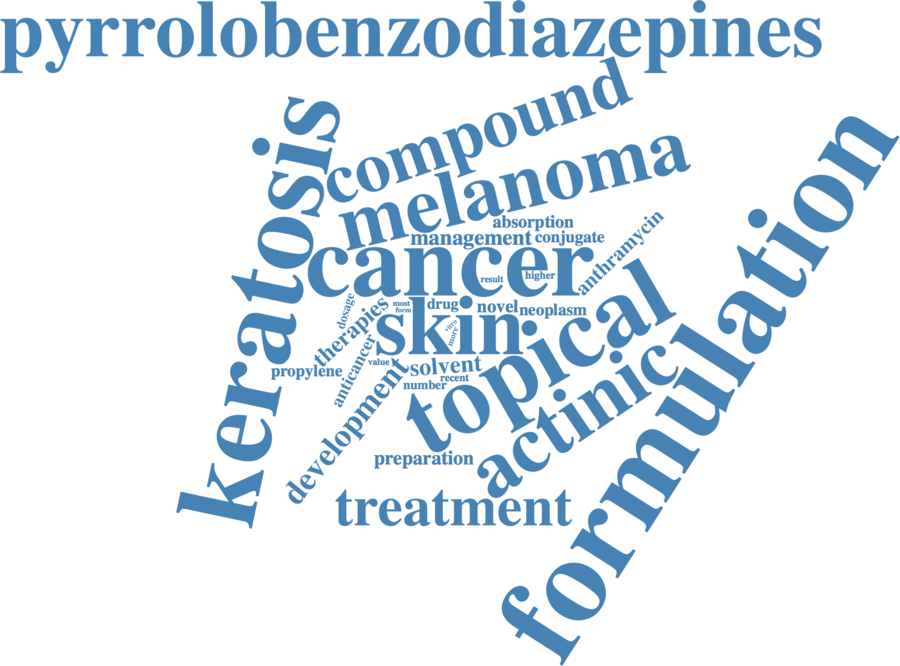 pyrrolobenzodiazepines
compound
keratosis
melanoma
formulation
absorption
management
conjugate
anthramycin
cancer
result
higher
topical
dosage
most
form
drug
novel
neoplasm
therapies
skin
vitro
more
anticancer
value
propylene
solvent
recent
number
actinic
development
preparation
treatment